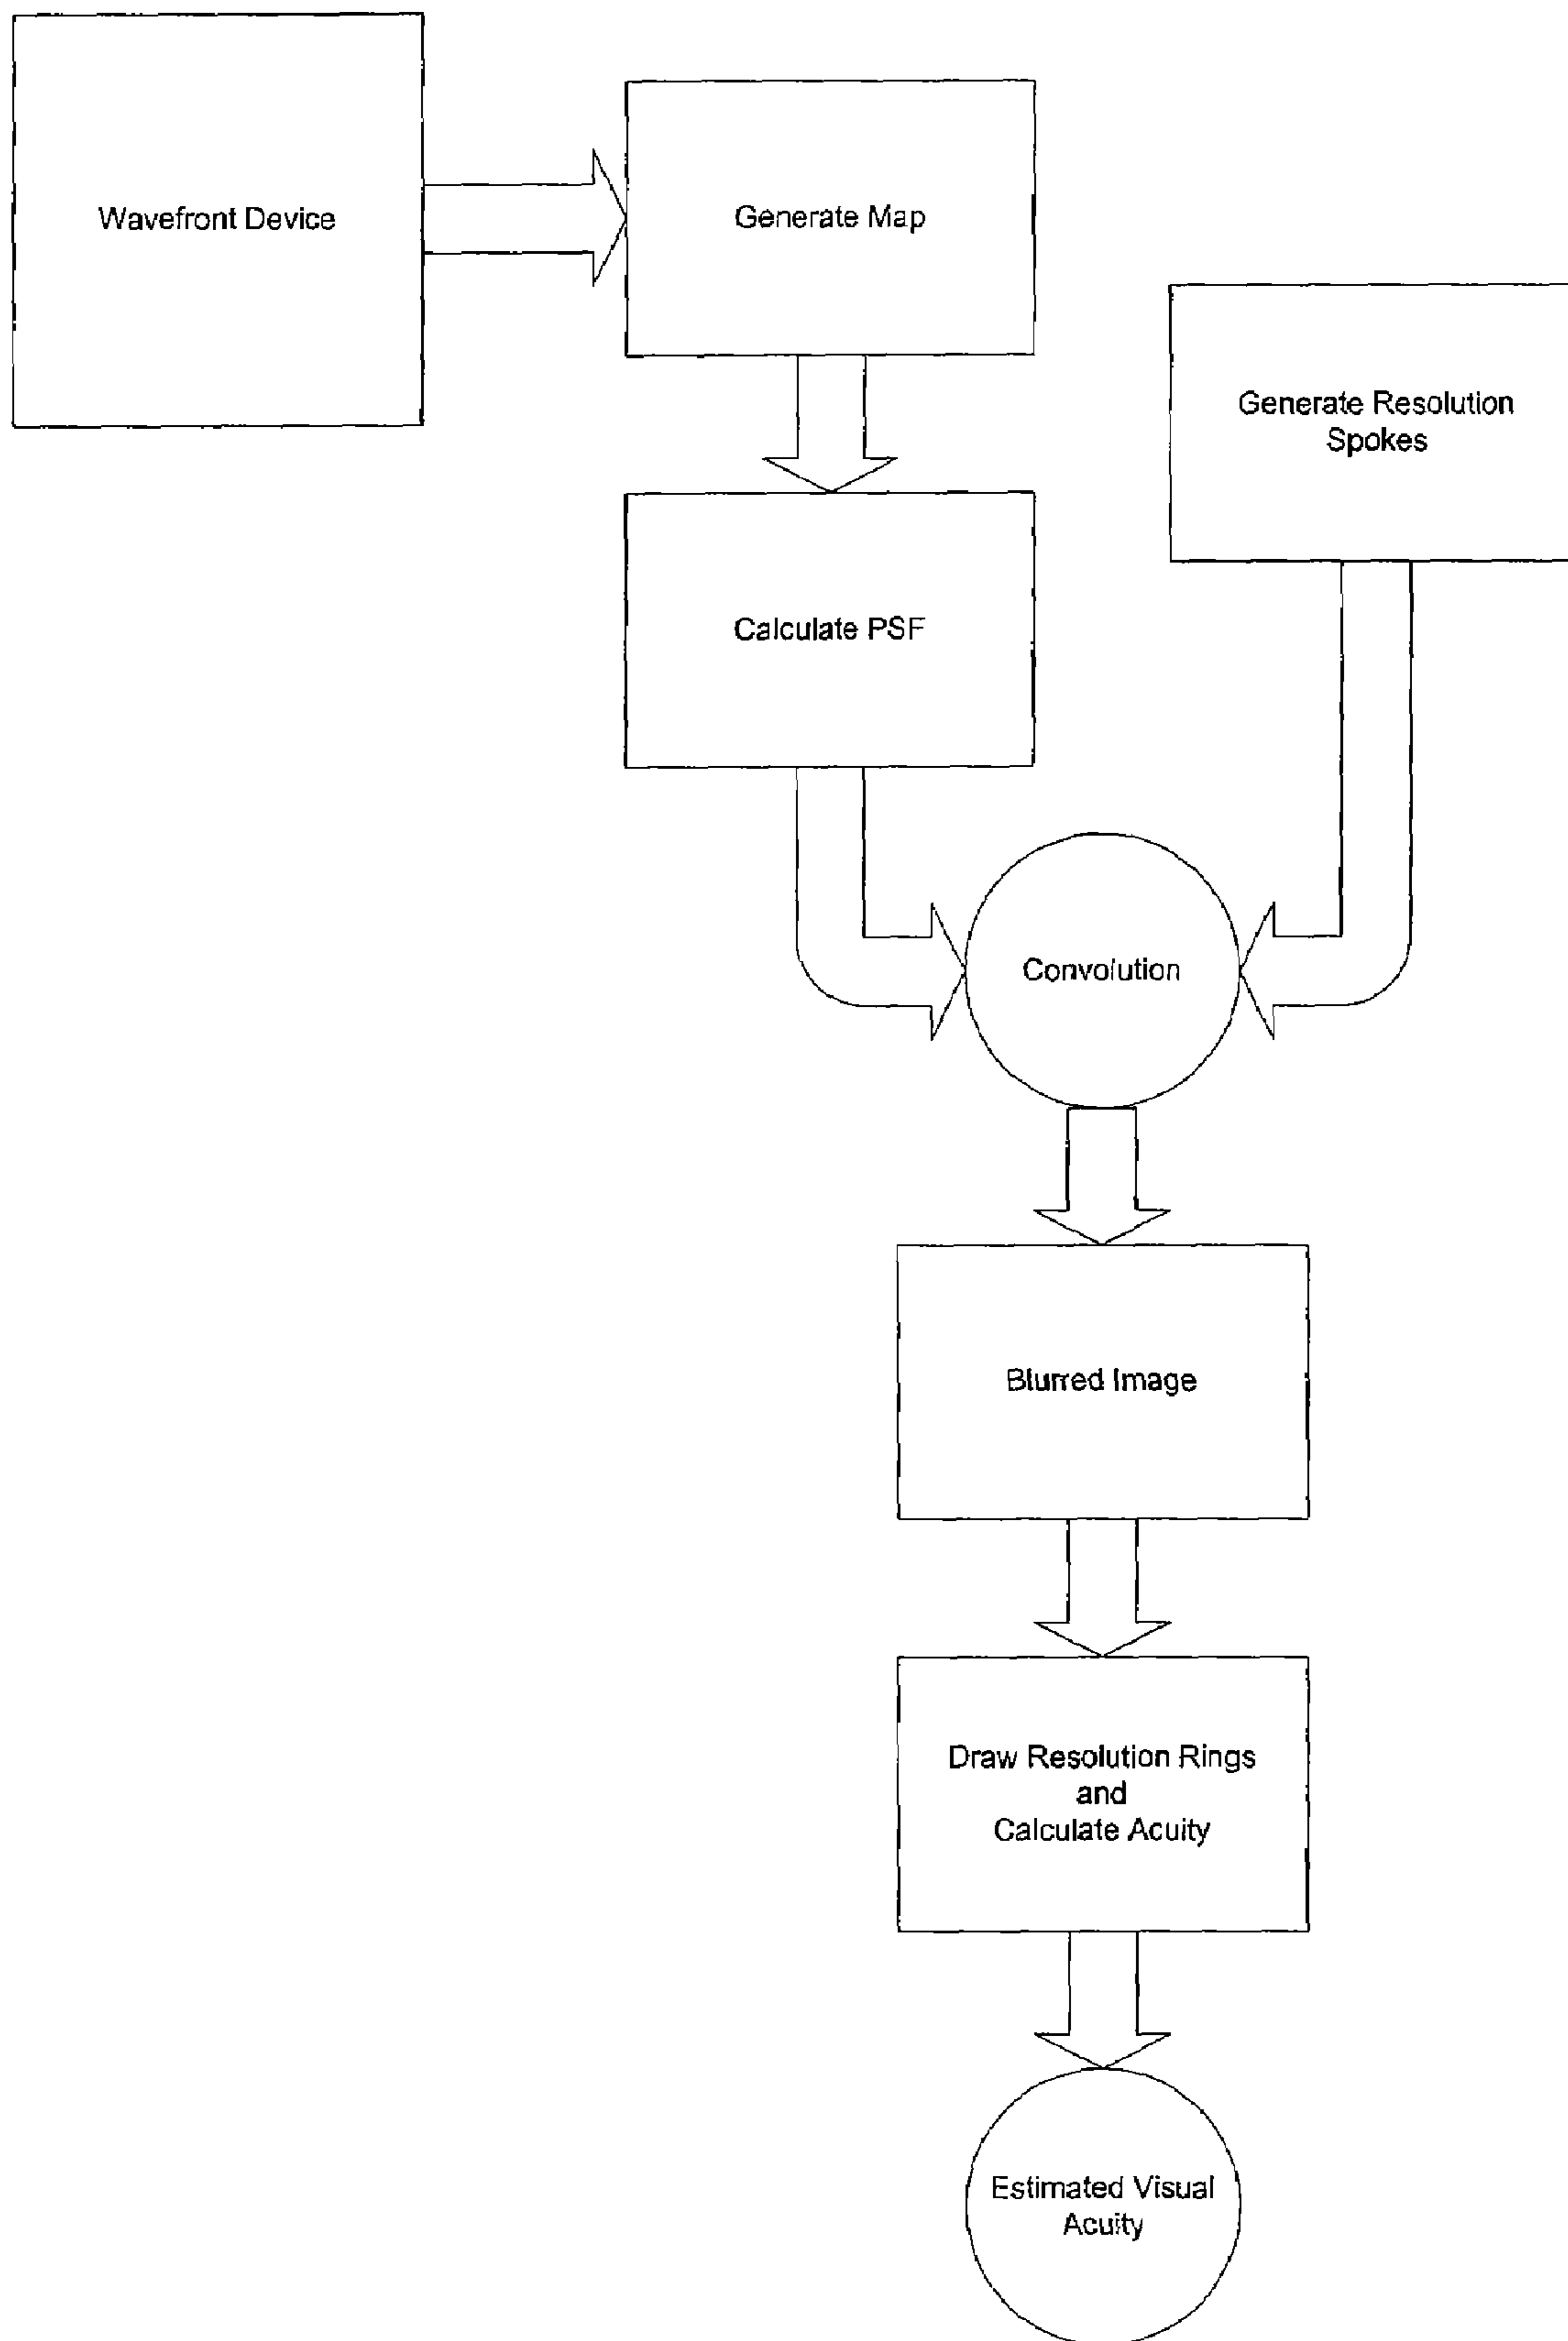 Wavefront Device
Generate Map
Generate Resolution
Spokes
Calculate PSF
Convolution
Blurred Image
Draw Resolution Rings
and
Calculate Acuity
Estimated Visual
Acuity